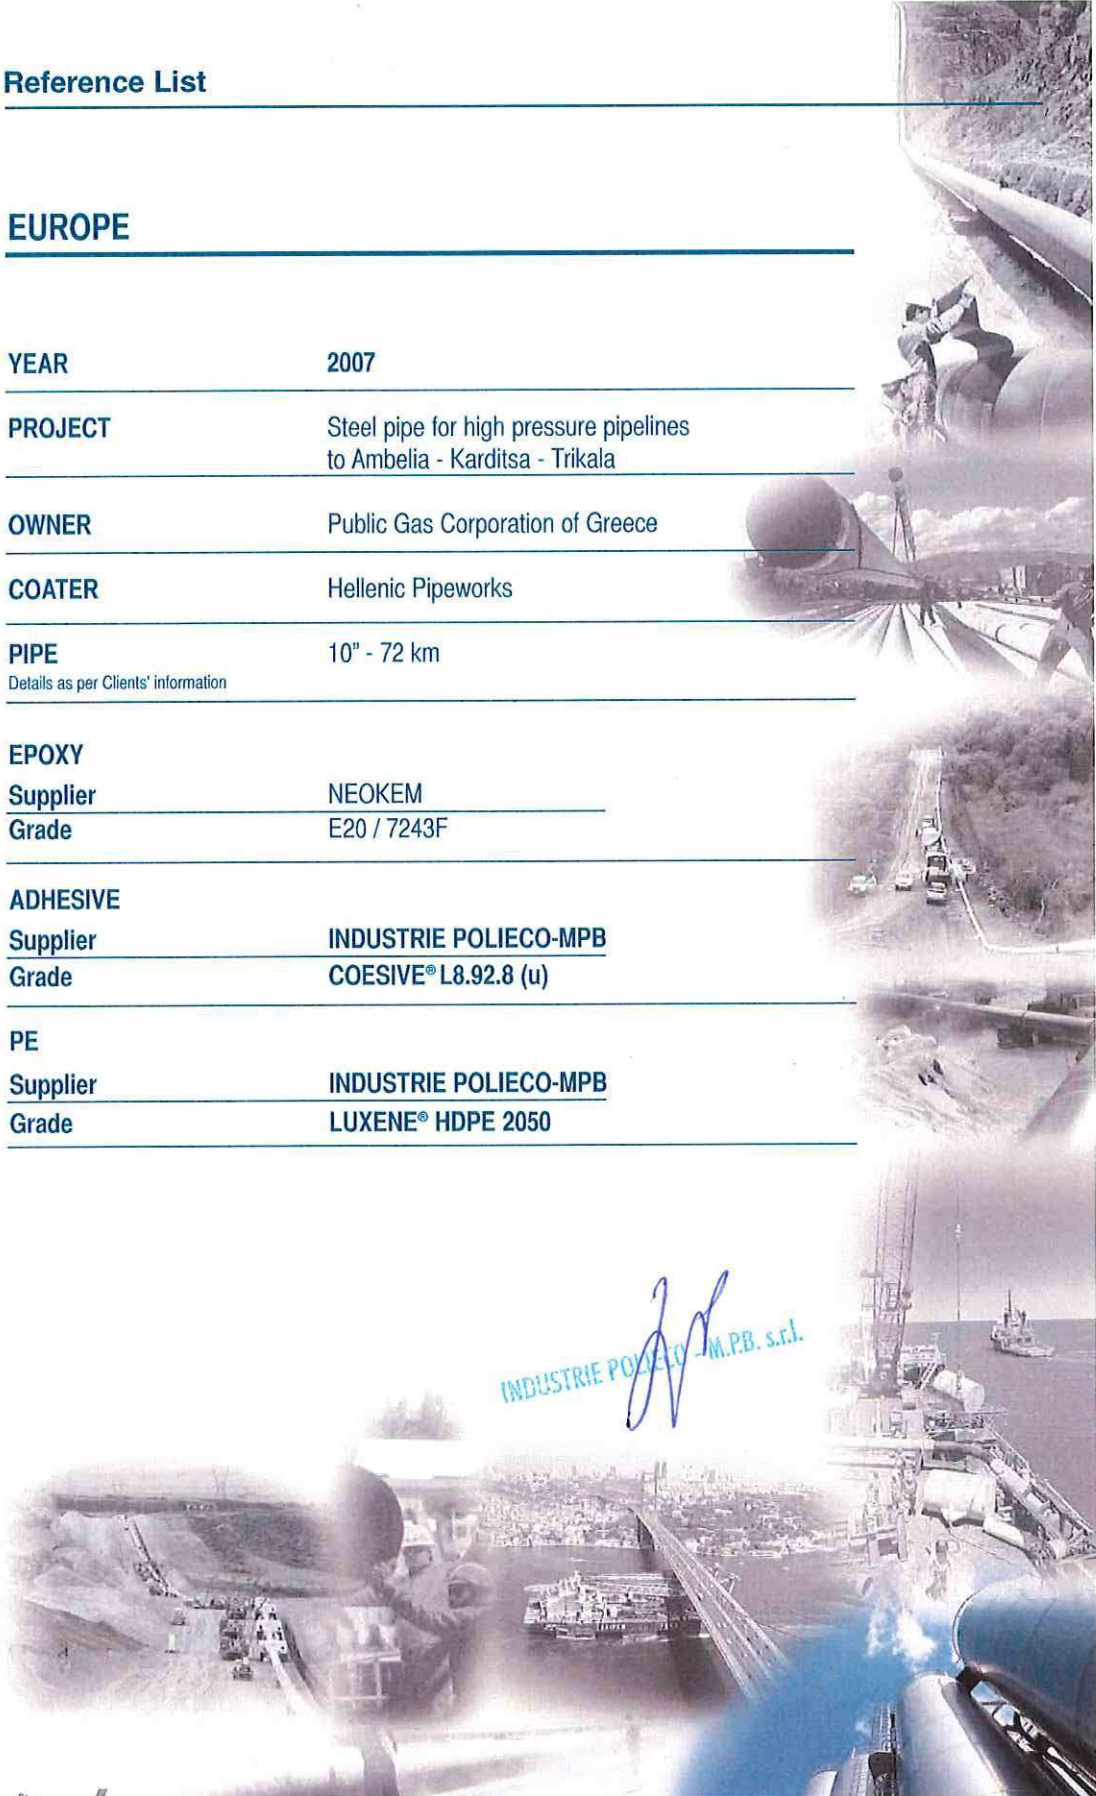 Reference List
EUROPE
YEAR 2007
PROJECT Steel pipe for high pressure pipelines
to Ambelia - Karditsa - Trikala
OWNER Public Gas Corporation of Greece
COATER Hellenic Pipeworks
PIPE 10” - 72 km
Details as per Clients' information
EPOXY
Supplier NEOKEM
Grade E20 / 7243F
ADHESIVE
Supplier INDUSTRIE POLIECO-MPB
Grade COESIVE® L8.92.8 (u)
PE
Supplier INDUSTRIE POLIECO-MPB
Grade LUXENE® HDPE 2050
INDUSTRIE POLIECO - M.P.B. s.r.l.